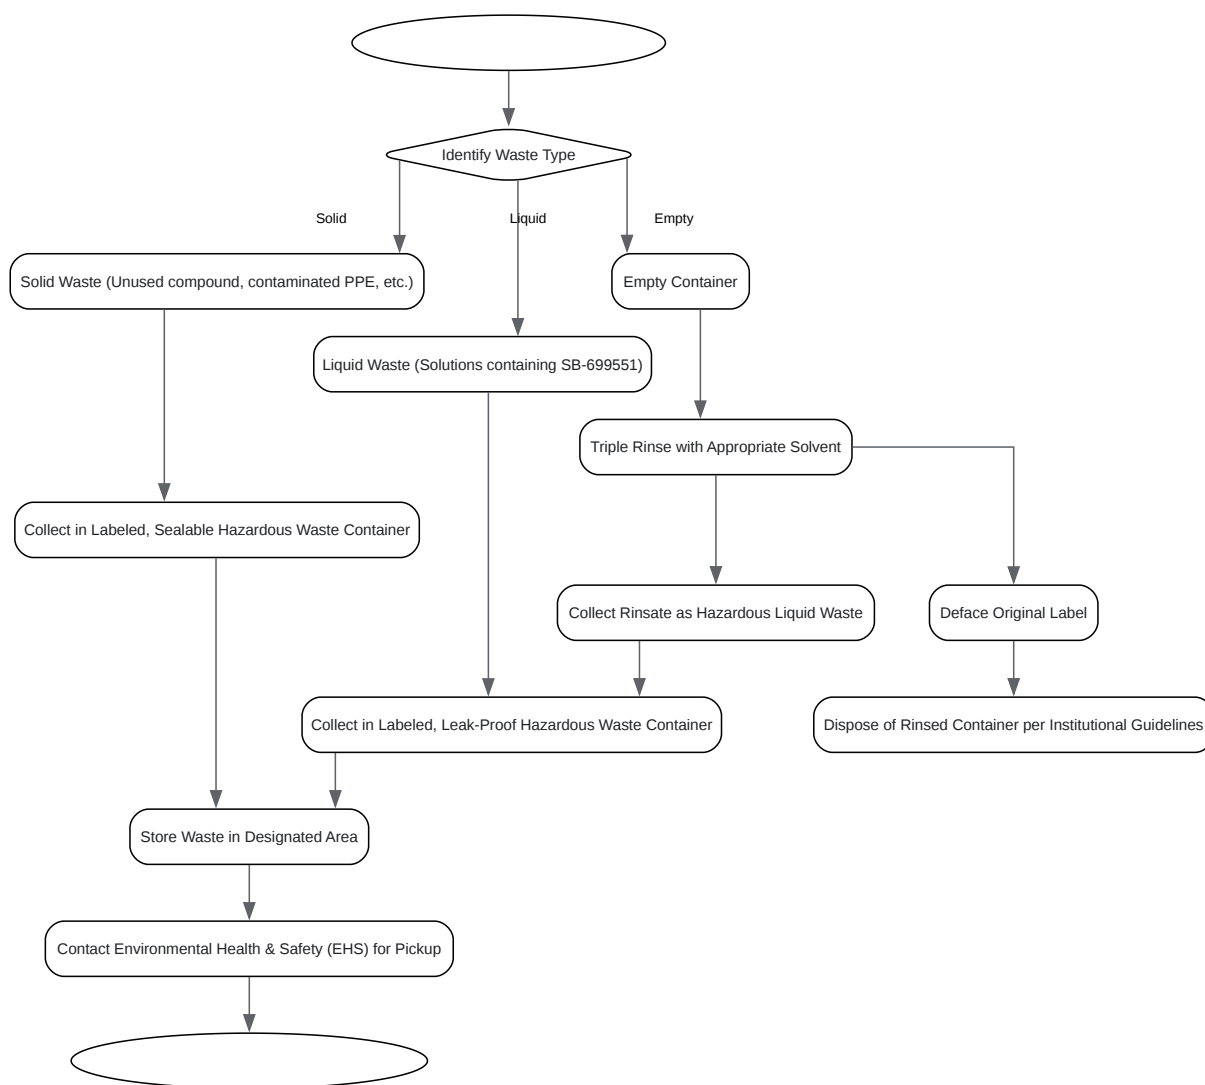 Identify Waste Type
Solid
Liquid
Empty
Solid Waste (Unused compound, contaminated PPE, etc.)
Empty Container
Liquid Waste (Solutions containing SB-699551)
Triple Rinse with Appropriate Solvent
Collect in Labeled, Sealable Hazardous Waste Container
Collect Rinsate as Hazardous Liquid Waste
Deface Original Label
Collect in Labeled, Leak-Proof Hazardous Waste Container
Dispose of Rinsed Container per Institutional Guidelines
Store Waste in Designated Area
Contact Environmental Health & Safety (EHS) for Pickup